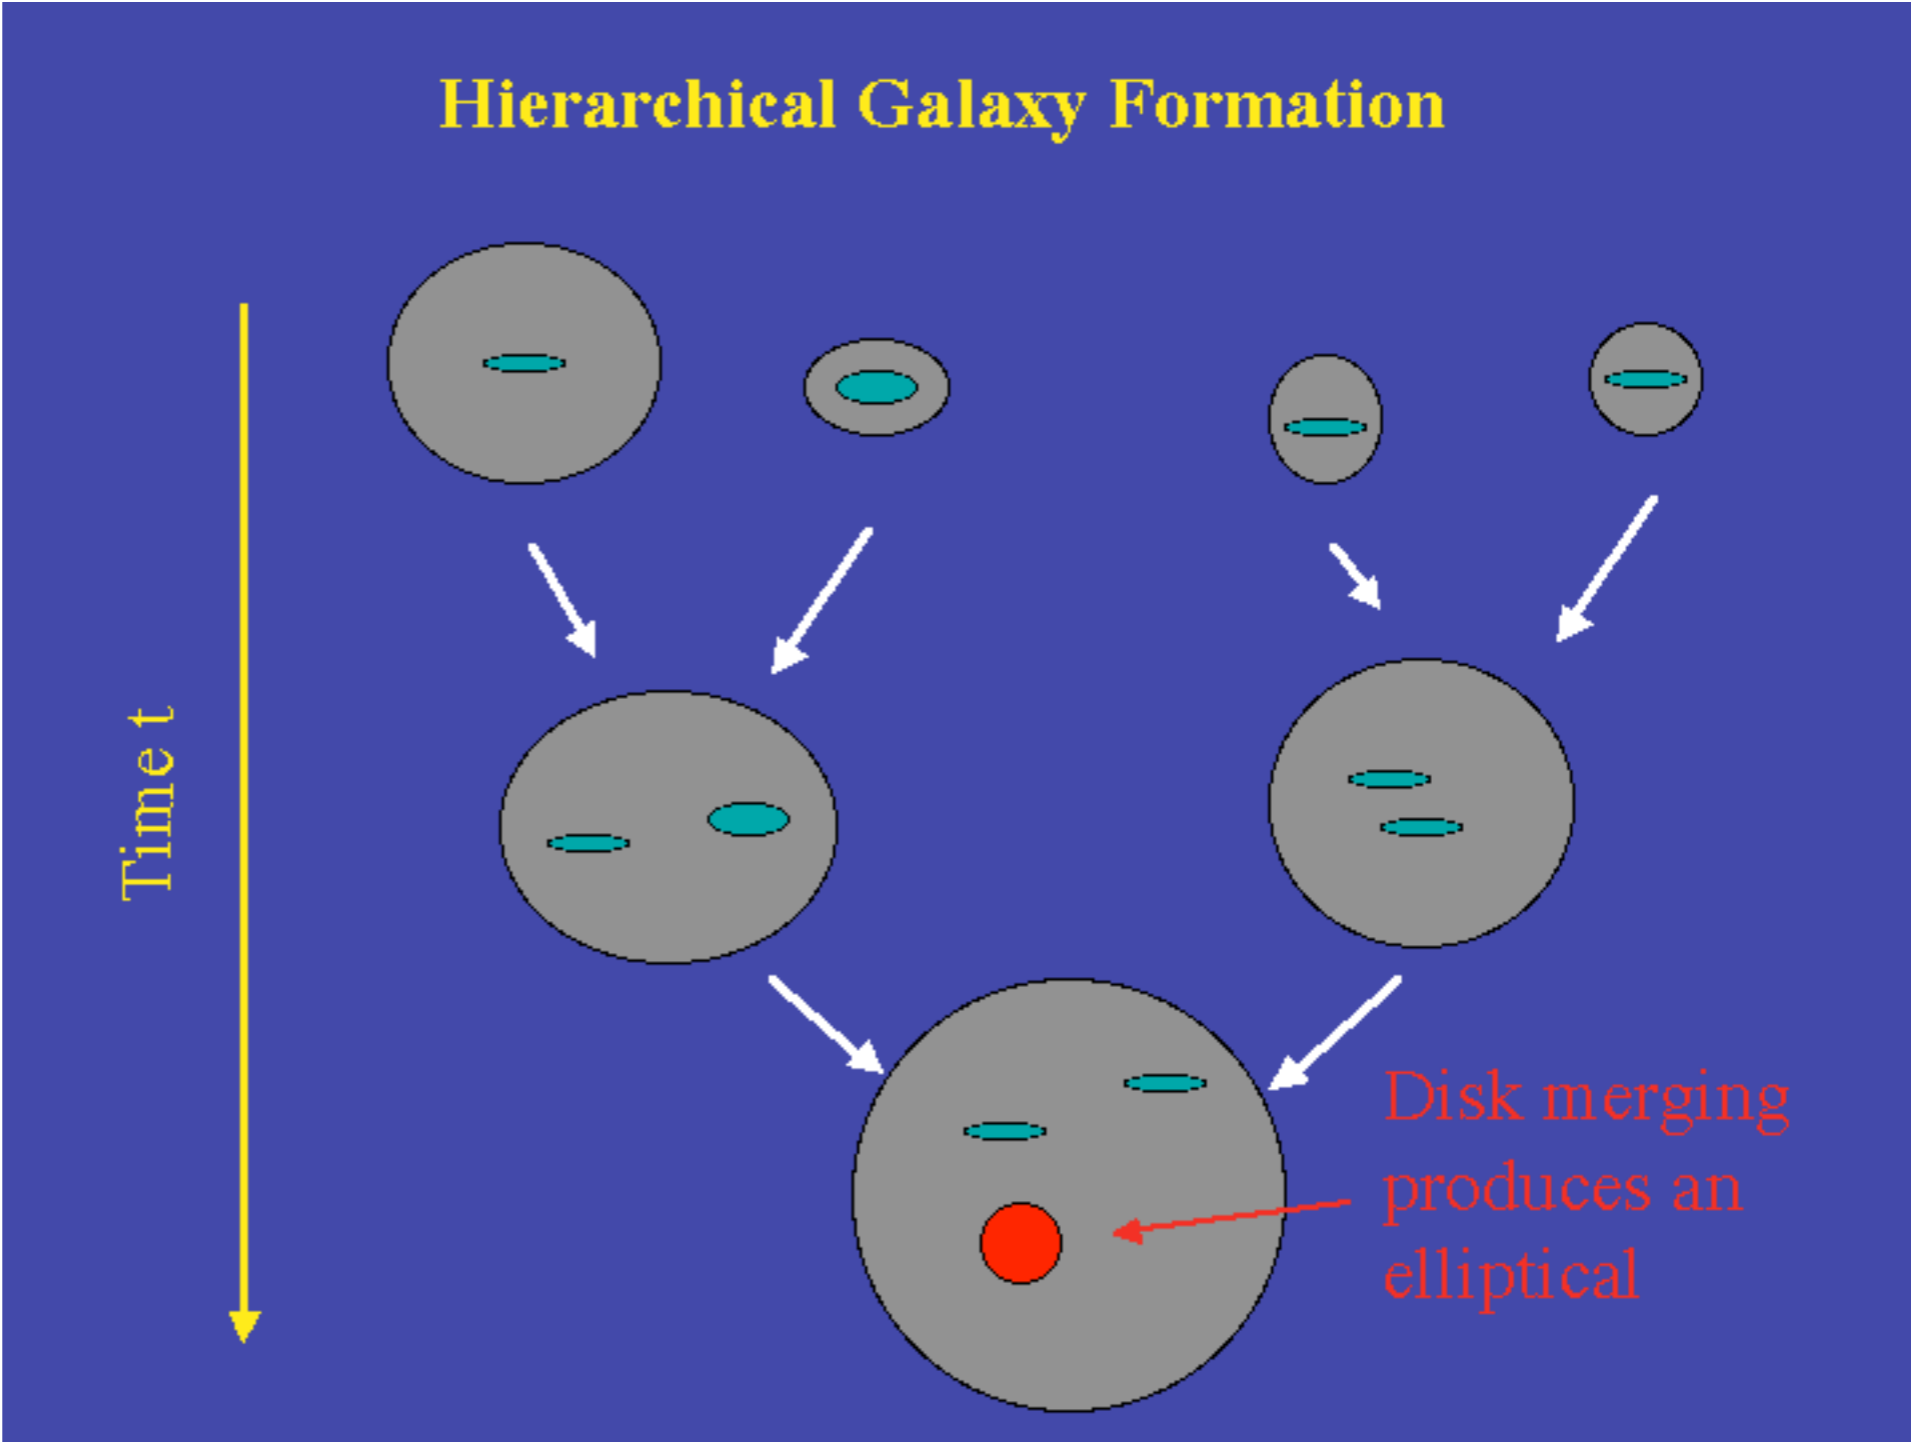 Hierarchical Galaxy Formation
Time t
Disk merging
produces an
elliptical